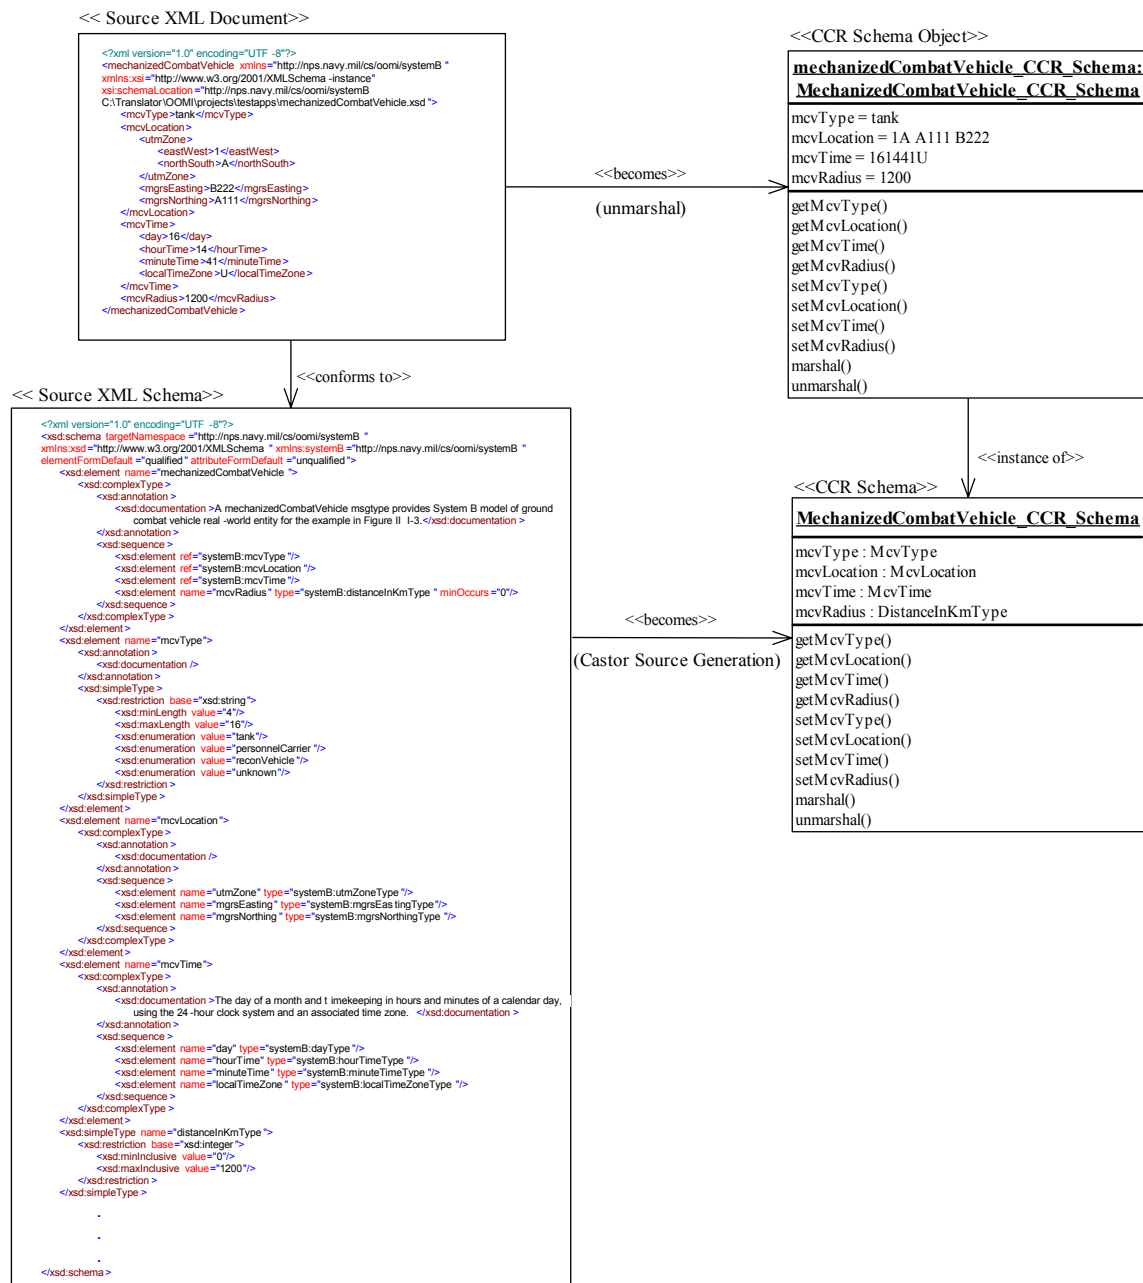 << Source XML Document>>
<?xml version="1.0" encoding="UTF -8"?>
<mechanizedCombatVehicle xmlns="http://nps.navy.mil/cs/oomi/systemB "
xmlns:xsi="http://www.w3.org/2001/XMLSchema -instance"
xsi:schemaLocation="http://nps.navy.mil/cs/oomi/systemB
C:\Translator\OOMI\projects\testapps\mechanizedCombatVehicle.xsd ">
<mcvType>tank</mcvType>
<mcvLocation>
<utmZone>
<eastWest>1</eastWest>
<northSouth>A</northSouth>
</utmZone>
<mgrsEasting>B222</mgrsEasting>
<mgrsNorthing>A111</mgrsNorthing>
</mcvLocation>
<mcvTime>
<day>16</day>
<hourTime>14</hourTime>
<minuteTime>41</minuteTime>
<localTimeZone >U</localTimeZone>
</mcvTime>
<mcvRadius>1200</mcvRadius>
</mechanizedCombatVehicle >
<<becomes>>
(unmarshal)
<<CCR Schema Object>>
mechanizedCombatVehicle_CCR_Schema:
MechanizedCombatVehicle_CCR_Schema
mcvType = tank
mcvLocation = 1A A111 B222
mcvTime = 161441U
mcvRadius = 1200
getMcvType()
getMcvLocation()
getMcvTime()
getMcvRadius()
setMcvType()
setMcvLocation()
setMcvTime()
setMcvRadius()
marshal()
unmarshal()
<<conforms to>>
<<instance of>>
<< Source XML Schema>>
<?xml version="1.0" encoding="UTF -8"?>
<xsd:schema targetNamespace ="http://nps.navy.mil/cs/oomi/systemB "
xmlns:xsd="http://www.w3.org/2001/XMLSchema " xmlns:systemB ="http://nps.navy.mil/cs/oomi/systemB "
elementFormDefault ="qualified" attributeFormDefault ="unqualified">
<xsd:element name="mechanizedCombatVehicle ">
<xsd:complexType>
<xsd:annotation>
<xsd:documentation >A mechanizedCombatVehicle msgtype provides System B model of ground
combat vehicle real -world entity for the example in Figure II I-3.</xsd:documentation >
</xsd:annotation>
<xsd:sequence >
<xsd:element ref="systemB:mcvType "/>
<xsd:element ref="systemB:mcvLocation "/>
<xsd:element ref="systemB:mcvTime "/>
<xsd:element name="mcvRadius" type="systemB:distanceInKmType " minOccurs ="0"/>
</xsd:sequence >
</xsd:complexType >
</xsd:element>
<xsd:element name="mcvType">
<xsd:annotation>
<xsd:documentation />
</xsd:annotation >
<xsd:simpleType>
<xsd:restriction base="xsd:string">
<xsd:minLength value="4"/>
<xsd:maxLength value="16"/>
<xsd:enumeration value="tank"/>
<xsd:enumeration value="personnelCarrier "/>
<xsd:enumeration value="reconVehicle "/>
<xsd:enumeration value="unknown"/>
</xsd:restriction >
</xsd:simpleType >
</xsd:element >
<xsd:element name="mcvLocation">
<xsd:complexType>
<xsd:annotation >
<xsd:documentation />
</xsd:annotation >
<xsd:sequence>
<xsd:element name="utmZone" type="systemB:utmZoneType "/>
<xsd:element name="mgrsEasting " type="systemB:mgrsEas tingType "/>
<xsd:element name="mgrsNorthing " type="systemB:mgrsNorthingType "/>
</xsd:sequence >
</xsd:complexType >
</xsd:element>
<xsd:element name="mcvTime">
<xsd:complexType >
<xsd:annotation>
<xsd:documentation >The day of a month and t imekeeping in hours and minutes of a calendar day,
using the 24 -hour clock system and an associated time zone. </xsd:documentation >
</xsd:annotation>
<xsd:sequence >
<xsd:element name="day" type="systemB:dayType "/>
<xsd:element name="hourTime" type="systemB:hourTimeType "/>
<xsd:element name="minuteTime" type="systemB:minuteTimeType "/>
<xsd:element name="localTimeZone " type="systemB:localTimeZoneType "/>
</xsd:sequence >
</xsd:complexType >
</xsd:element>
<xsd:simpleType name="distanceInKmType ">
<xsd:restriction base="xsd:integer">
<xsd:minInclusive value="0"/>
<xsd:maxInclusive value="1200"/>
</xsd:restriction>
</xsd:simpleType >
.
.
.
</xsd:schema >
<<becomes>>
(Castor Source Generation)
<<CCR Schema>>
MechanizedCombatVehicle_CCR_Schema
mcvType : McvType
mcvLocation : McvLocation
mcvTime : McvTime
mcvRadius : DistanceInKmType
getMcvType()
getMcvLocation()
getMcvTime()
getMcvRadius()
setMcvType()
setMcvLocation()
setMcvTime()
setMcvRadius()
marshal()
unmarshal()